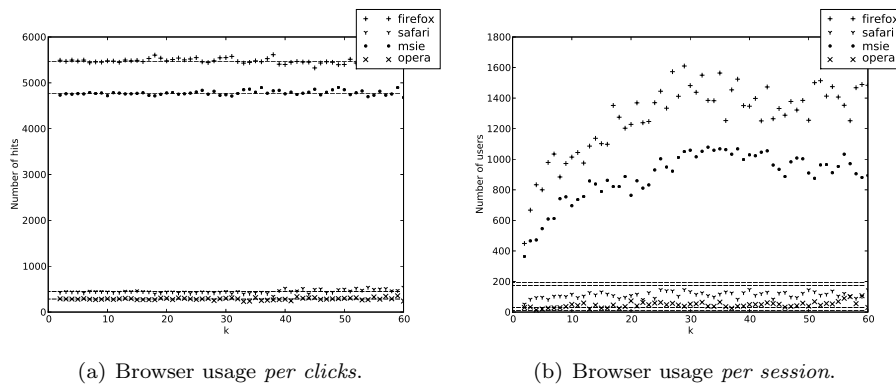 firefox
safari
msie
opera
6000
5000
4000
3000
2000
1000
0
0 10 20 30 40 50 60
Number of hits
k
(a) Browser usage per clicks.
firefox
safari
msie
opera
1800
1600
1400
1200
1000
800
600
400
200
0
0 10 20 30 40 50 60
Number of users
k
(b) Browser usage per session.